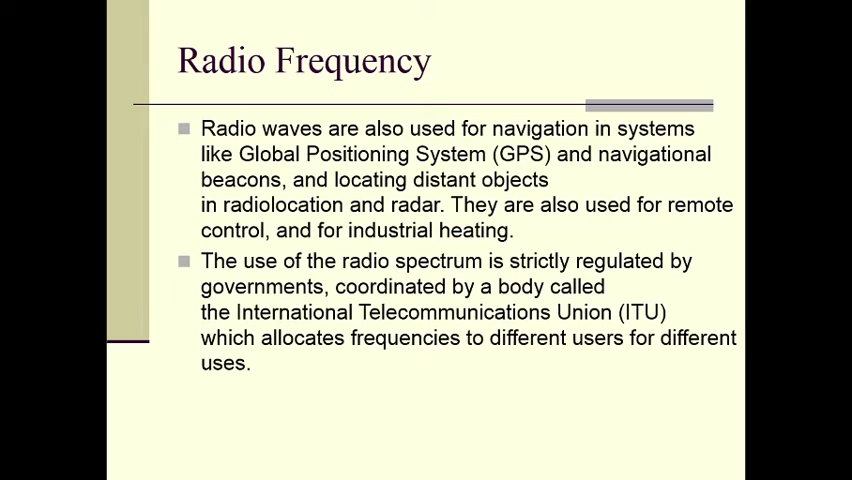 Radio Frequency
Radio waves are also used for navigation in systems
like Global Positioning System (GPS) and navigational
beacons, and locating distant objects
in radiolocation and radar. They are also used for remote
control, and for industrial heating.
The use of the radio spectrum is strictly regulated by
governments, coordinated by a body called
the International Telecommunications Union (ITU)
which allocates frequencies to different users for different
uses.